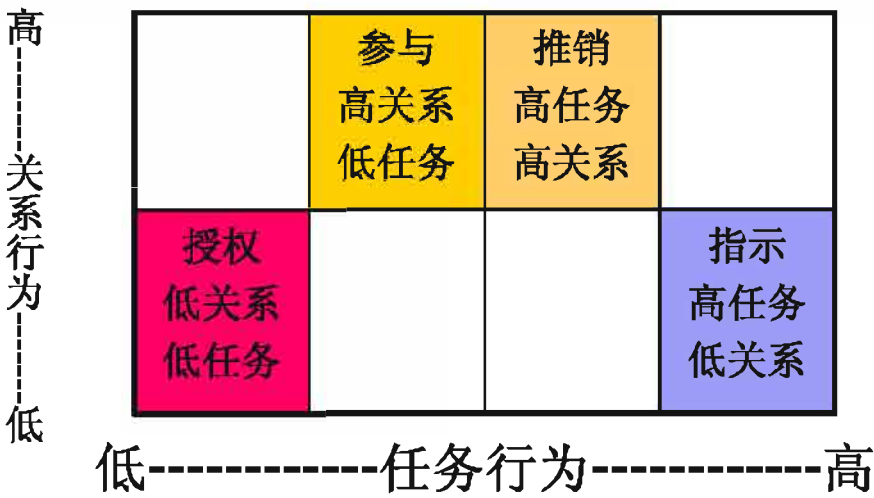 高---------关系行为---------低
参与
高关系
低任务
推销
高任务
高关系
授权
低关系
低任务
指示
高任务
低关系
低------------任务行为------------高